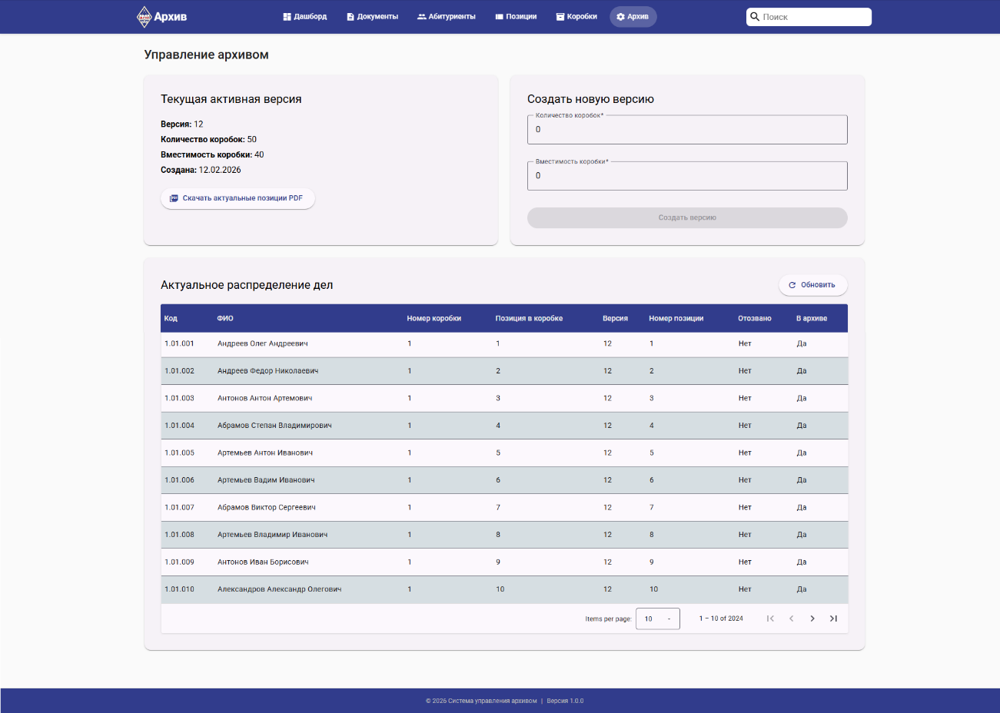 Архив
Дашборд Документы Абитуриенты Позиции Коробки Архив
Поиск
Управление архивом
Текущая активная версия
Версия: 12
Количество коробок: 50
Вместимость коробки: 40
Создана: 12.02.2026
Скачать актуальные позиции PDF
Создать новую версию
Количество коробок*
0
Вместимость коробки*
0
Создать версию
Актуальное распределение дел
Обновить
Код ФИО Номер коробки Позиция в коробке Версия Номер позиции Отозвано В архиве
1.01.001 Андреев Олег Андреевич 1 1 12 1 Нет Да
1.01.002 Андреев Федор Николаевич 1 2 12 2 Нет Да
1.01.003 Антонов Антон Артемович 1 3 12 3 Нет Да
1.01.004 Абрамов Степан Владимирович 1 4 12 4 Нет Да
1.01.005 Артемьев Антон Иванович 1 5 12 5 Нет Да
1.01.006 Артемьев Вадим Иванович 1 6 12 6 Нет Да
1.01.007 Абрамов Виктор Сергеевич 1 7 12 7 Нет Да
1.01.008 Артемьев Владимир Иванович 1 8 12 8 Нет Да
1.01.009 Антонов Иван Борисович 1 9 12 9 Нет Да
1.01.010 Александров Александр Олегович 1 10 12 10 Нет Да
Items per page: 10 1 – 10 of 2024
© 2026 Система управления архивом | Версия 1.0.0